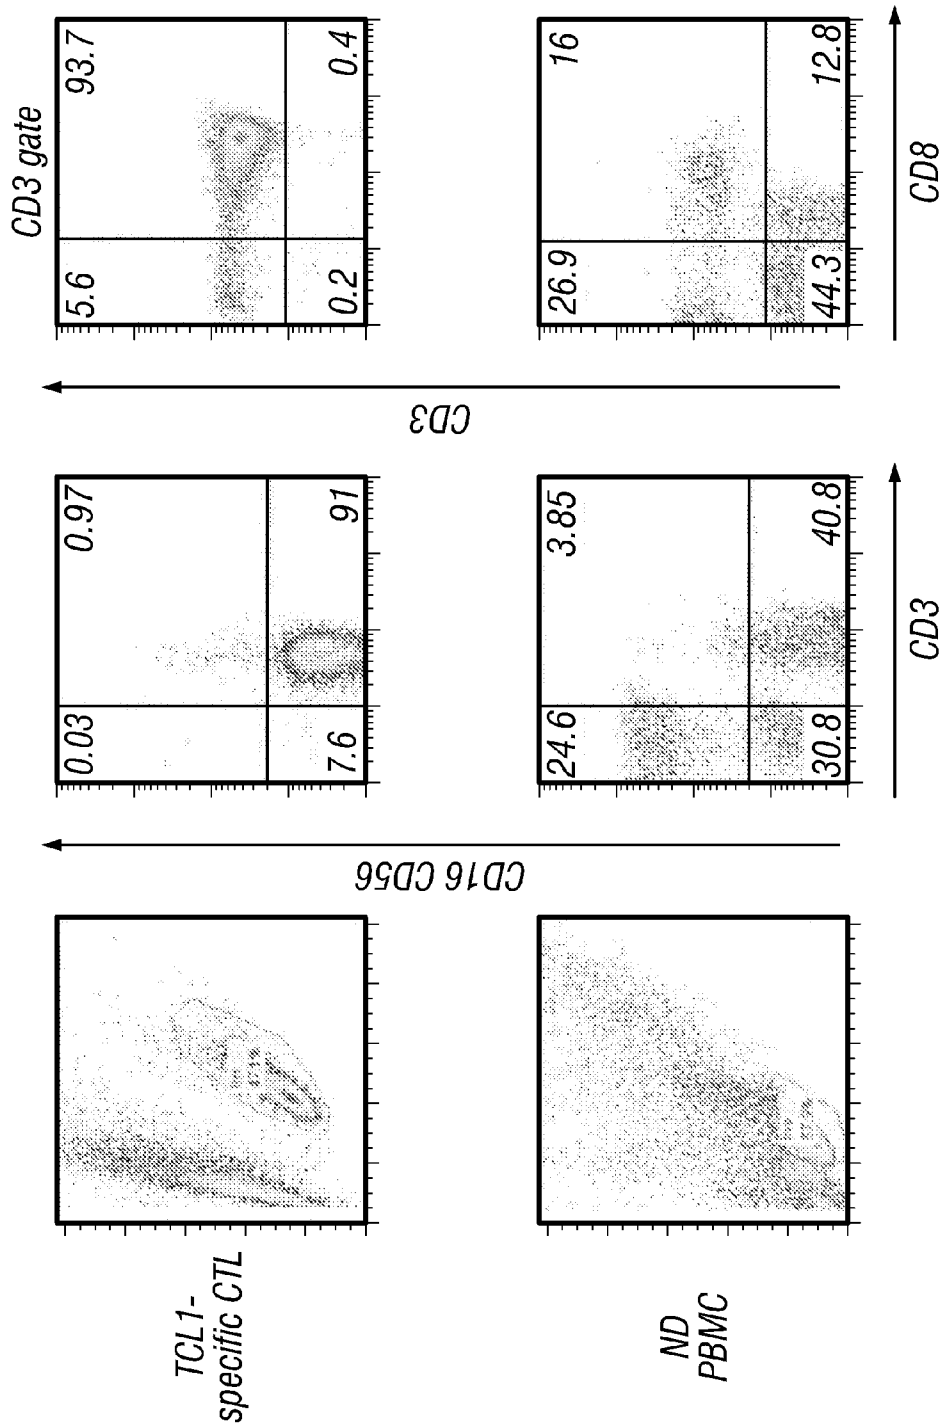 CD3 gate
TCL1-
specific CTL
0.03
0.97
7.6
91
5.6
93.7
0.2
0.4
CD16 CD56
CD3
ND
PBMC
24.6
3.85
30.8
40.8
26.9
16
44.3
12.8
CD3
CD8